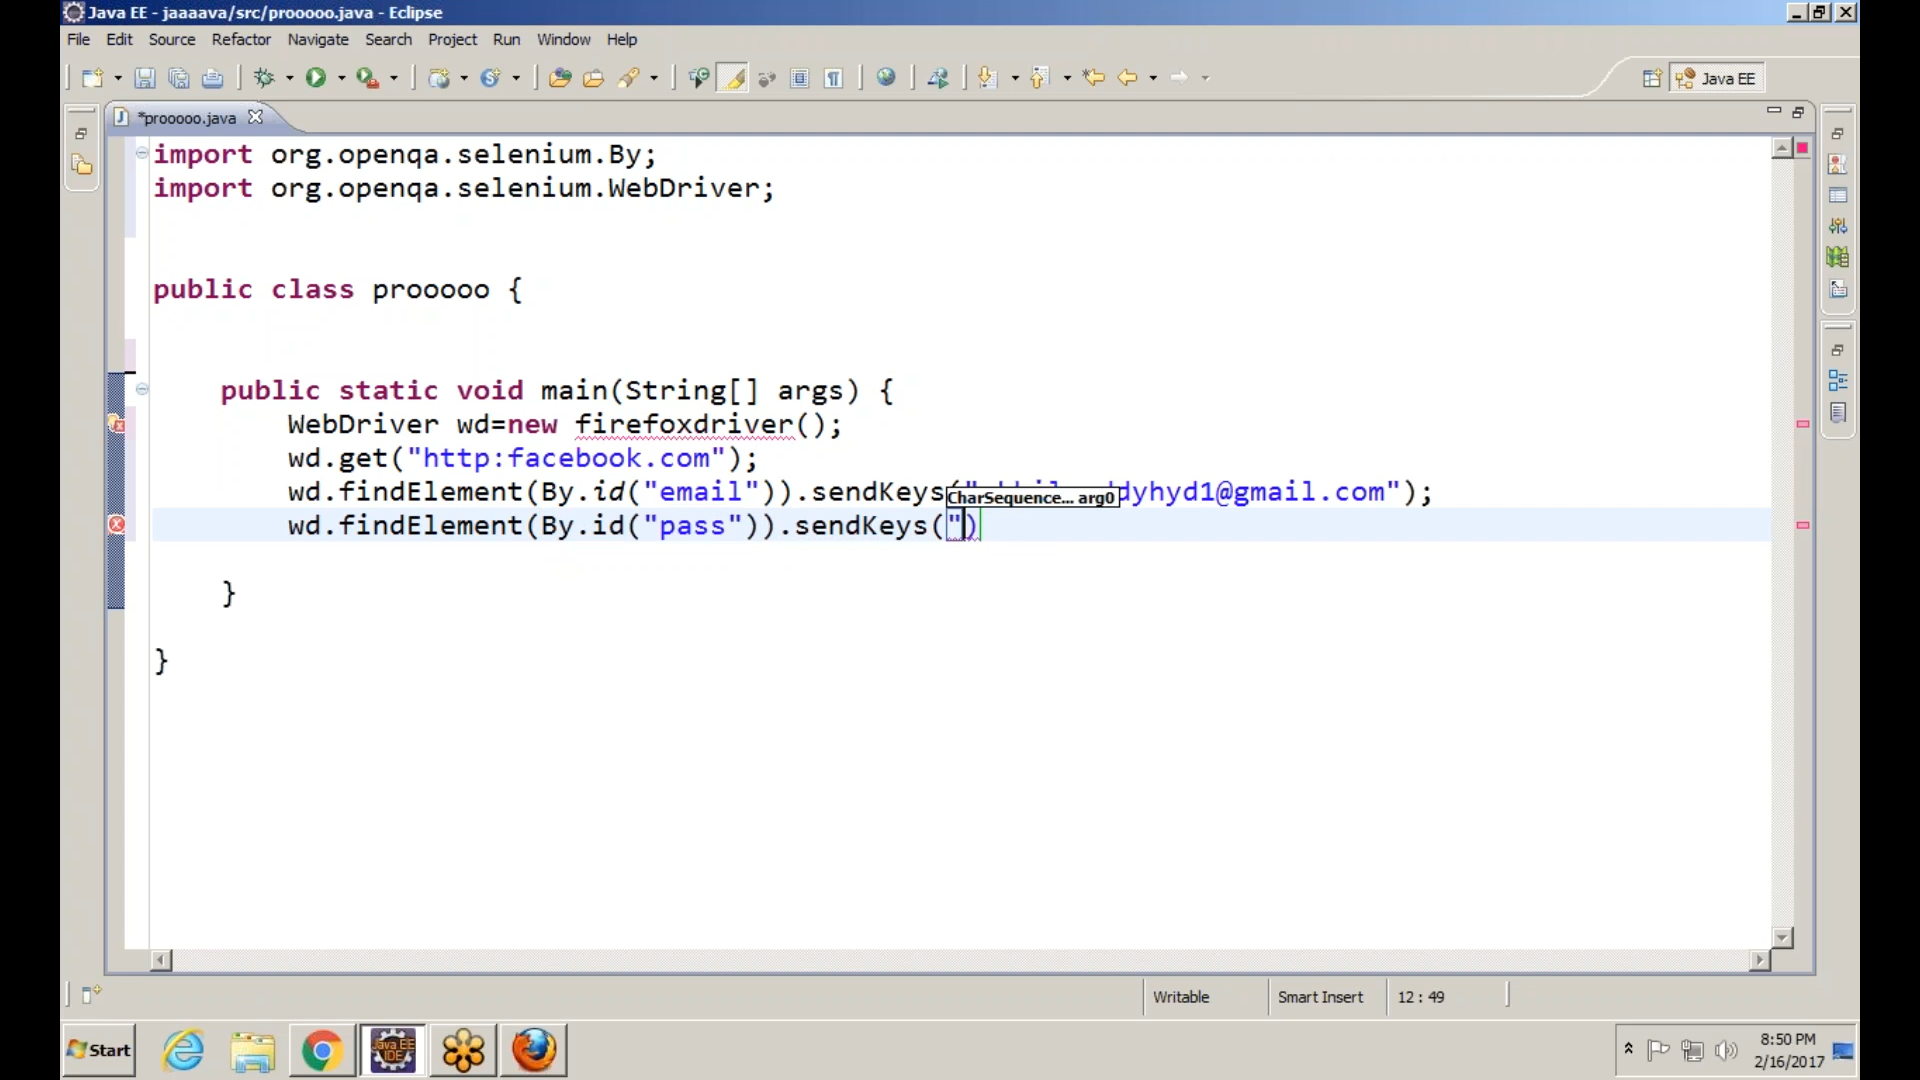 Java EE - jaaaava/src/prooooo.java - Eclipse
File Edit Source Refactor Navigate Search Project Run Window Help
Java EE
*prooooo.java
import org.openqa.selenium.By;
import org.openqa.selenium.WebDriver;
public class prooooo {
public static void main(String[] args) {
WebDriver wd=new firefoxdriver();
wd.get("http:facebook.com");
wd.findElement(By.id("email")).sendKeys( ddyhyd1@gmail.com");
CharSequence... arg0
wd.findElement(By.id("pass")).sendKeys(")
}
}
Writable Smart Insert 12 : 49
Start
Java EE
IDE
8:50 PM
2/16/2017